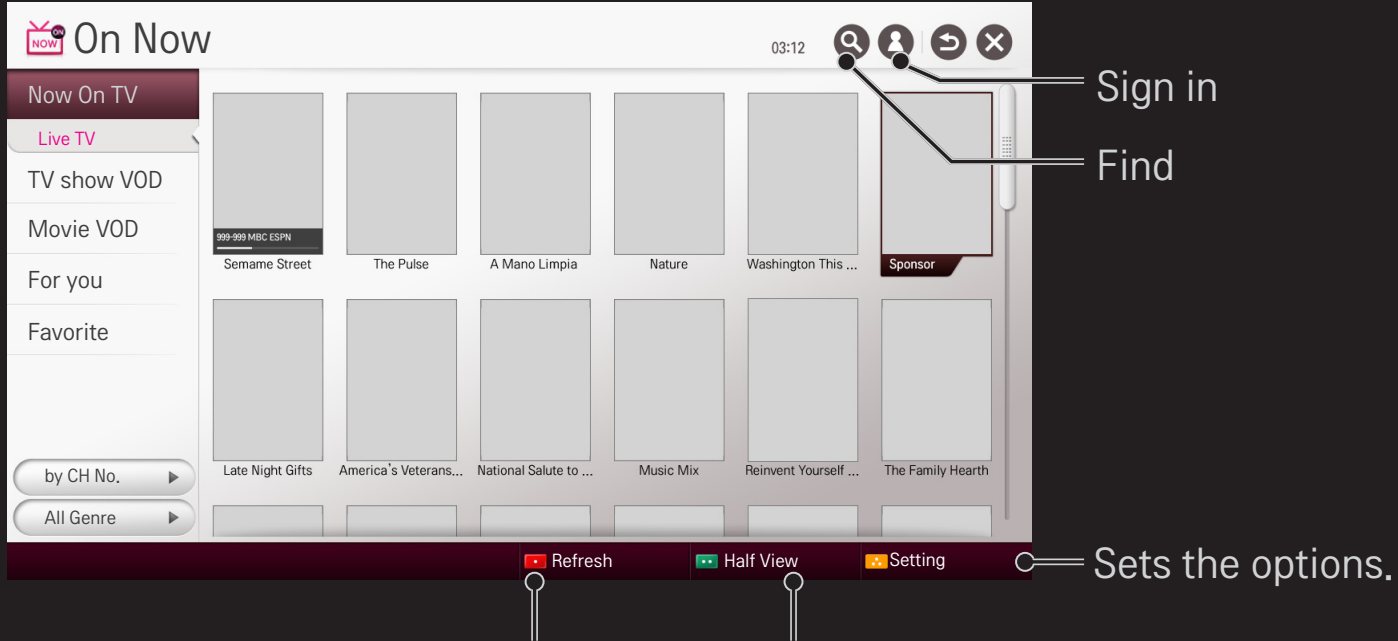 NOW ON On Now
03:12
Sign in
Find
Now On TV
Live TV
TV show VOD
Movie VOD
For you
Favorite
by CH No.
All Genre
999-999 MBC ESPN
Semame Street
The Pulse
A Mano Limpia
Nature
Washington This ...
Sponsor
Late Night Gifts
America's Veterans...
National Salute to ...
Music Mix
Reinvent Yourself ...
The Family Hearth
Refresh
Half View
Setting
Sets the options.